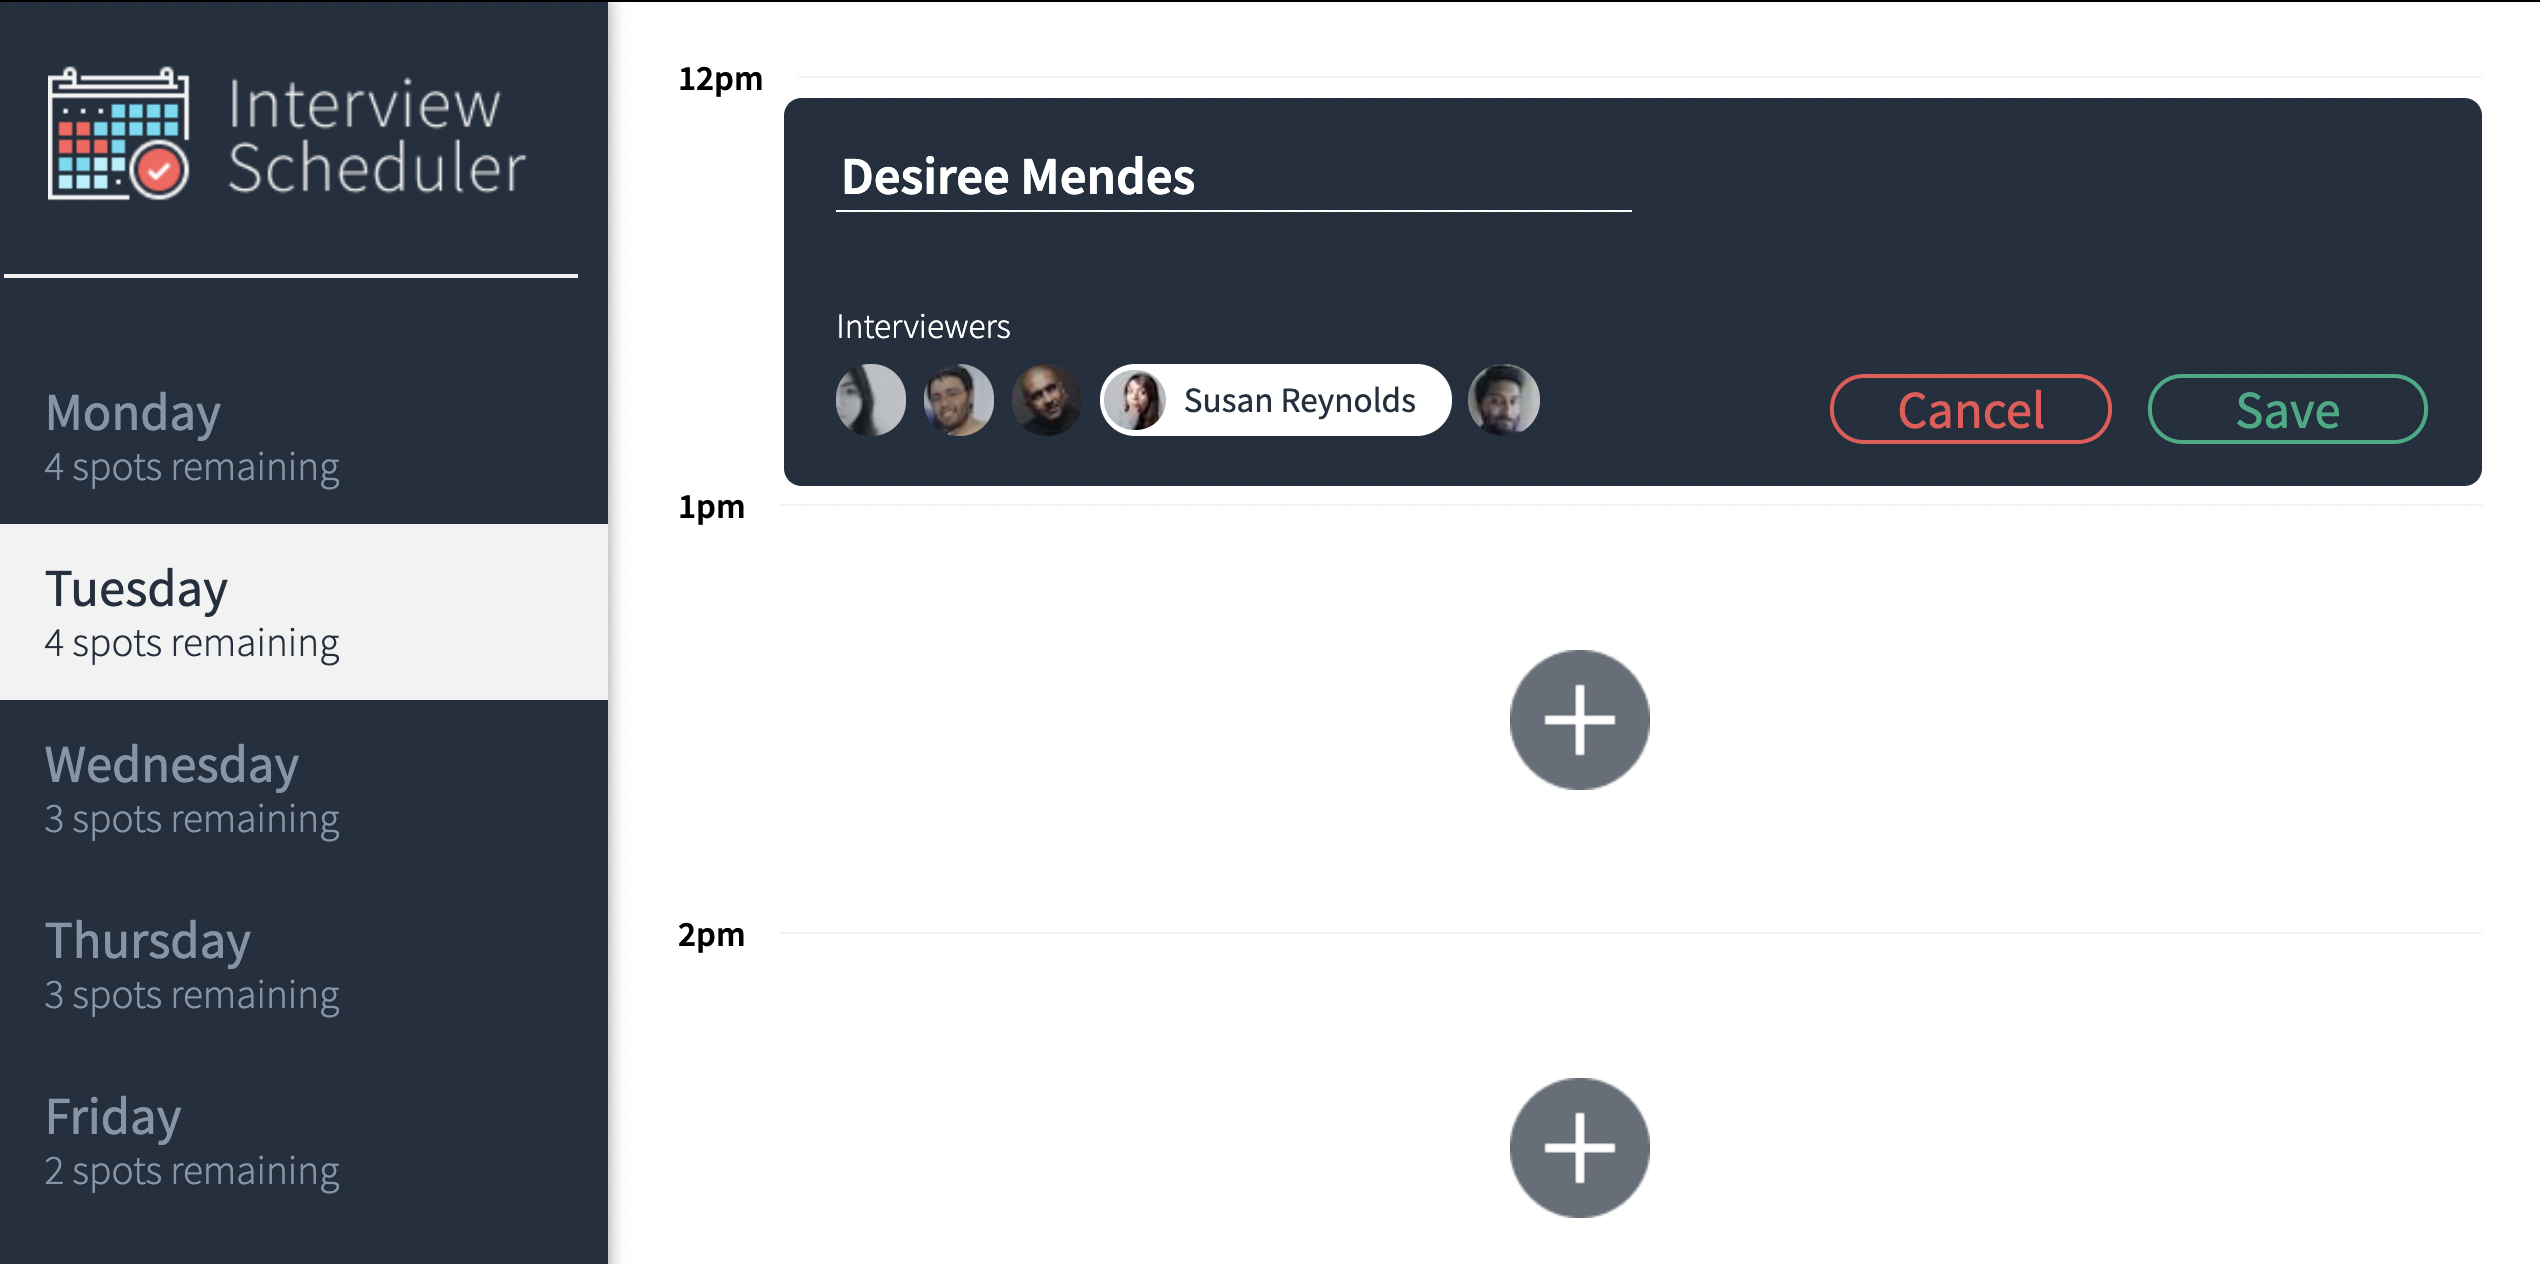 Interview
Scheduler
Monday
4 spots remaining
Tuesday
4 spots remaining
Wednesday
3 spots remaining
Thursday
3 spots remaining
Friday
2 spots remaining
12pm
Desiree Mendes
Interviewers
Susan Reynolds
Cancel
Save
1pm
2pm